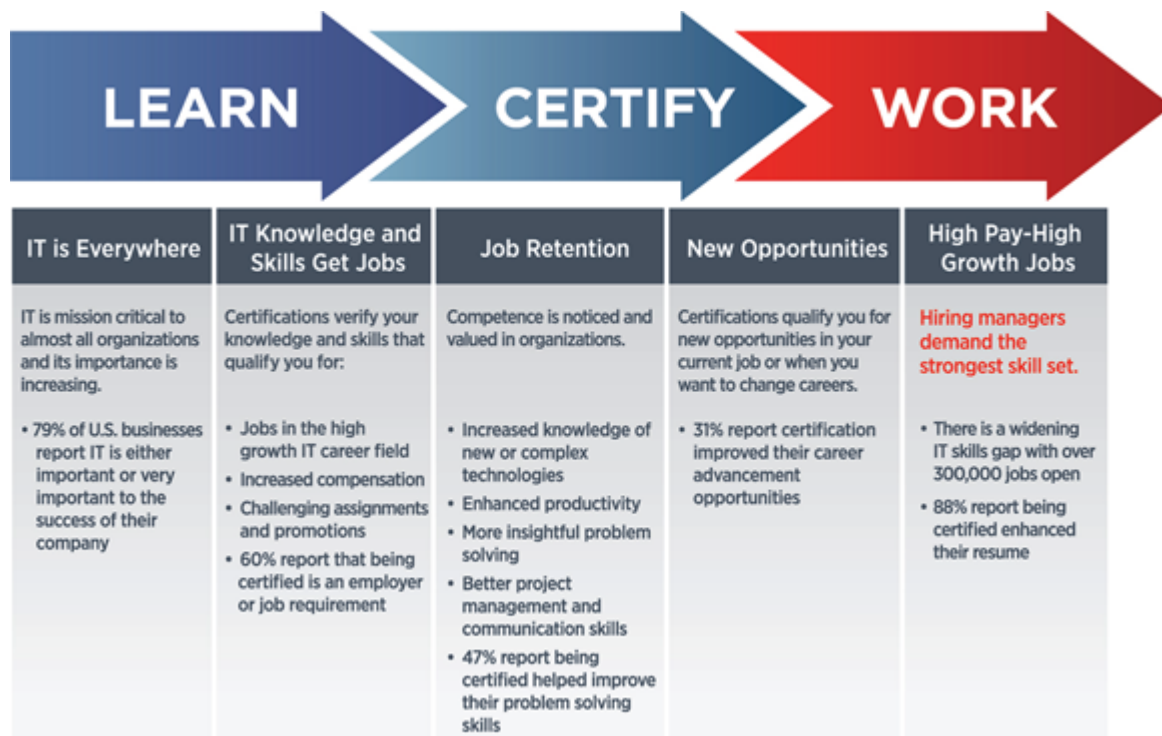 LEARN
CERTIFY
WORK
IT is Everywhere
IT is mission critical to
almost all organizations
and its importance is
increasing.
• 79% of U.S. businesses
report IT is either
important or very
important to the
success of their
company
IT Knowledge and
Skills Get Jobs
Certifications verify your
knowledge and skills that
qualify you for:
• Jobs in the high
growth IT career field
• Increased compensation
• Challenging assignments
and promotions
• 60% report that being
certified is an employer
or job requirement
Job Retention
Competence is noticed and
valued in organizations.
• Increased knowledge of
new or complex
technologies
• Enhanced productivity
• More insightful problem
solving
• Better project
management and
communication skills
• 47% report being
certified helped improve
their problem solving
skills
New Opportunities
Certifications qualify you for
new opportunities in your
current job or when you
want to change careers.
• 31% report certification
improved their career
advancement
opportunities
High Pay-High
Growth Jobs
Hiring managers
demand the
strongest skill set.
• There is a widening
IT skills gap with over
300,000 jobs open
• 88% report being
certified enhanced
their resume